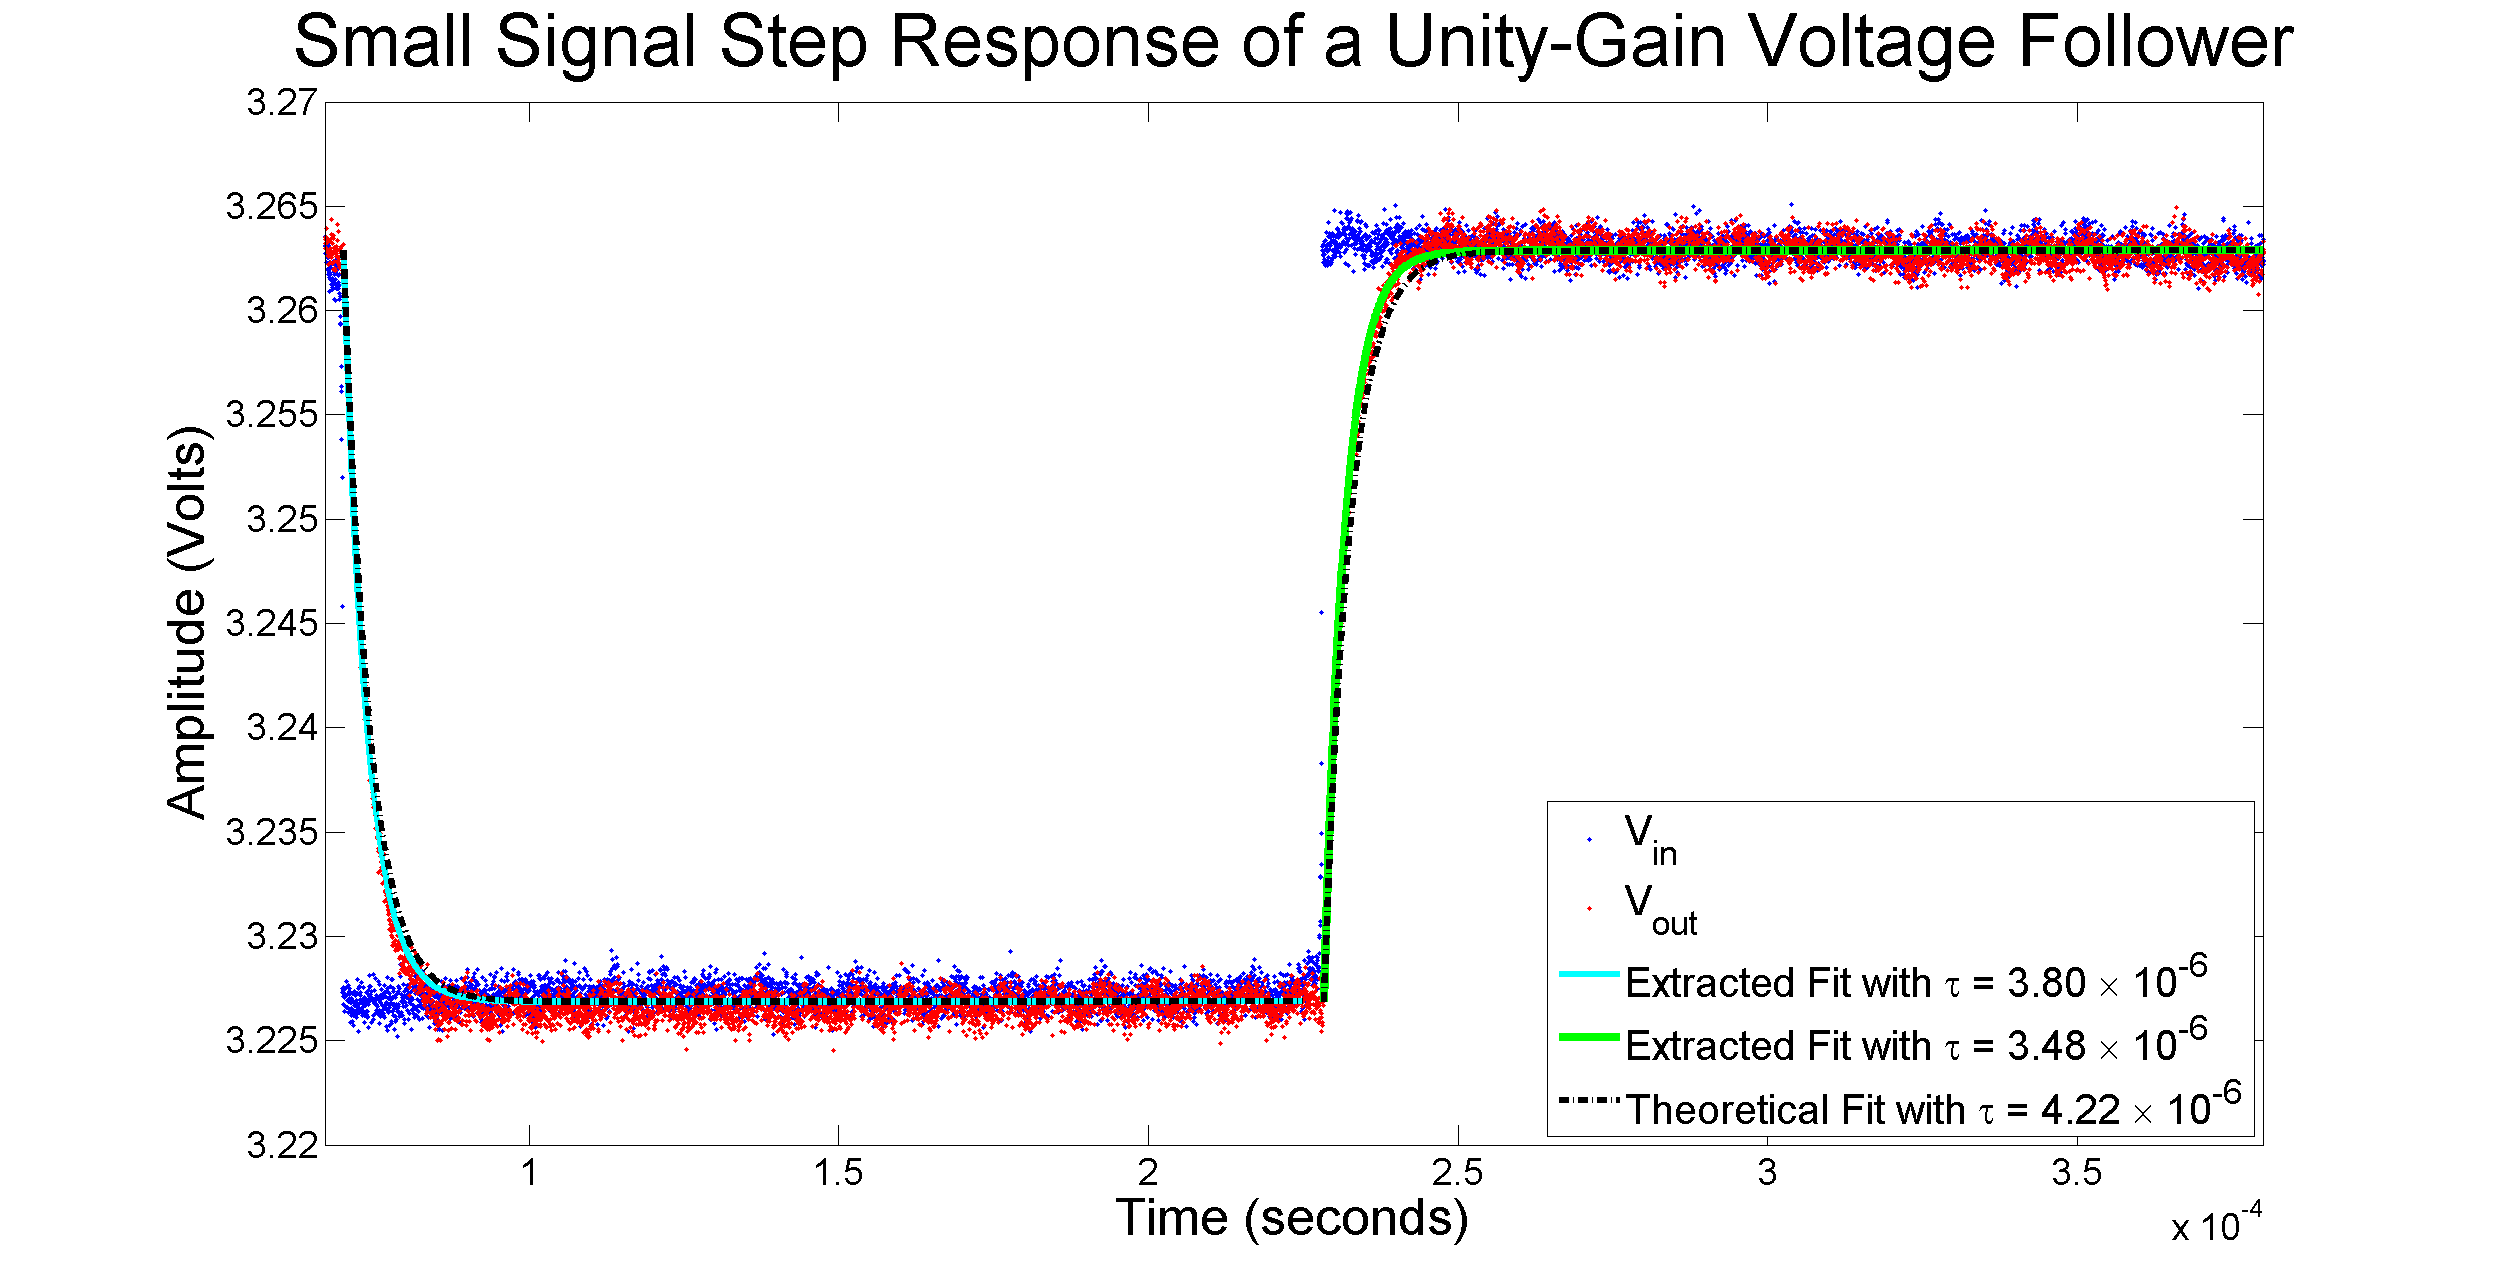 Small Signal Step Response of a Unity-Gain Voltage Follower
3.27
3.265
3.26
3.255
3.25
3.245
3.24
3.235
3.23
3.225
3.22
Amplitude (Volts)
1
1.5
2
2.5
3
3.5
Time (seconds)
x 10^-4
V_in
V_out
Extracted Fit with τ = 3.80 × 10^-6
Extracted Fit with τ = 3.48 × 10^-6
Theoretical Fit with τ = 4.22 × 10^-6